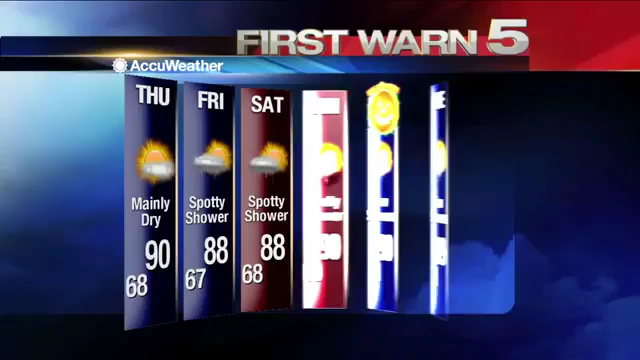 FIRST WARN 5
AccuWeather
THU
Mainly
Dry
90
68
FRI
Spotty
Shower
88
67
SAT
Spotty
Shower
88
68